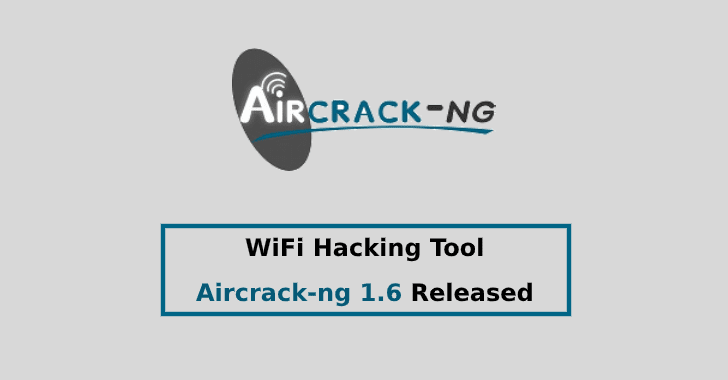 AIRCRACK-NG
WiFi Hacking Tool
Aircrack-ng 1.6 Released